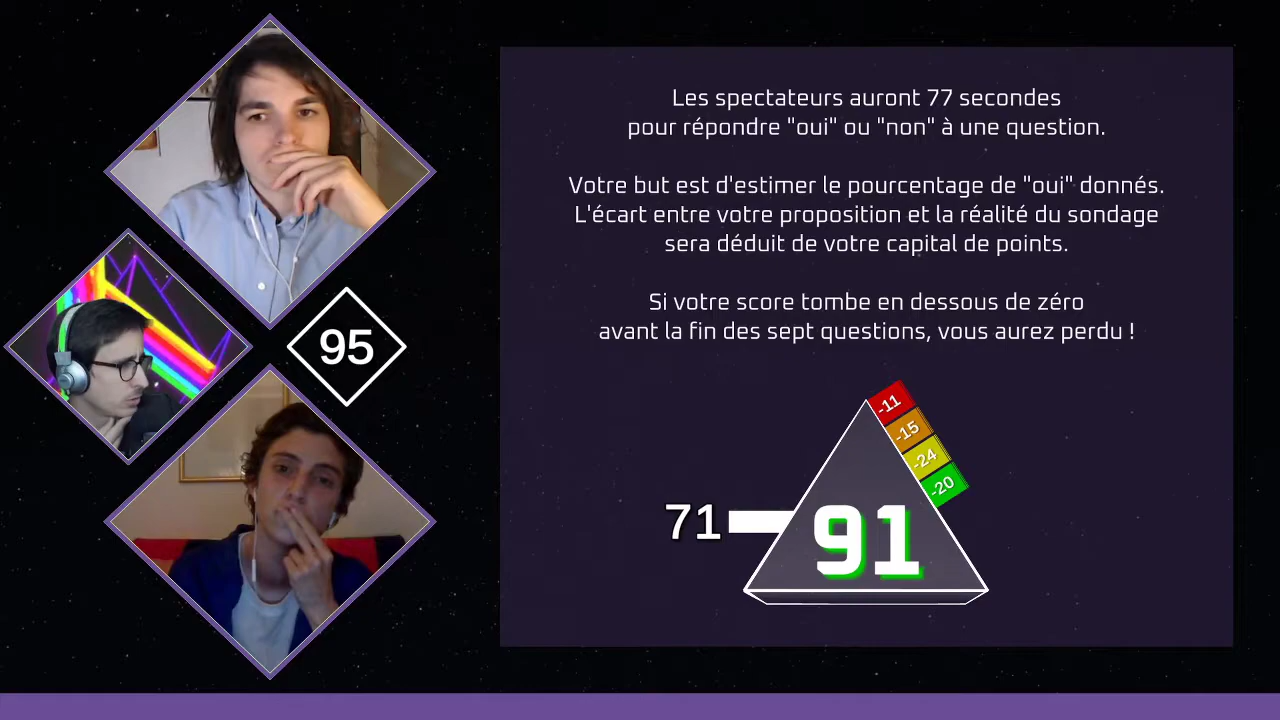 Les spectateurs auront 77 secondes
pour répondre "oui" ou "non" à une question.
Votre but est d'estimer le pourcentage de "oui" donnés.
L'écart entre votre proposition et la réalité du sondage
sera déduit de votre capital de points.
Si votre score tombe en dessous de zéro
avant la fin des sept questions, vous aurez perdu !
95
-11
-15
-24
-20
71
91